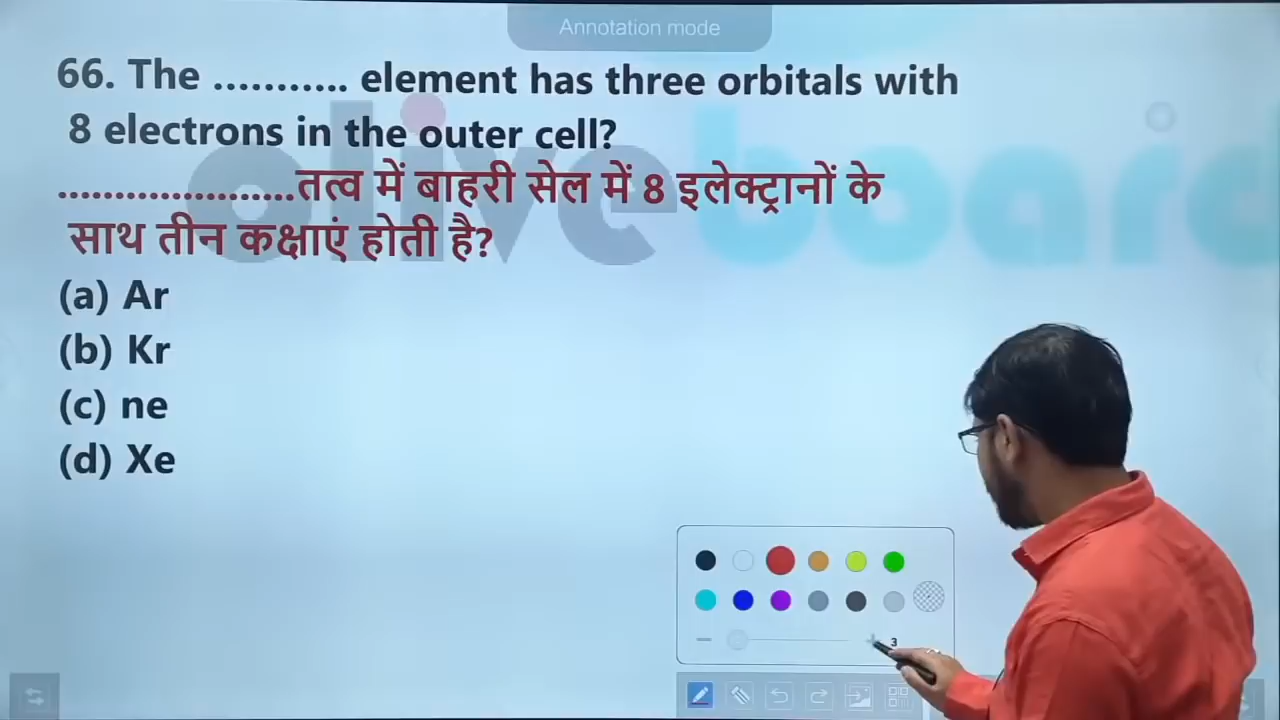 Annotation mode
66. The ……….. element has three orbitals with
8 electrons in the outer cell?
…………………तत्व में बाहरी सेल में 8 इलेक्ट्रानों के
साथ तीन कक्षाएं होती है?
(a) Ar
(b) Kr
(c) ne
(d) Xe
oliveboard
3